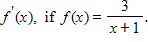 f'(x), if f(x) = 3/(x+1).